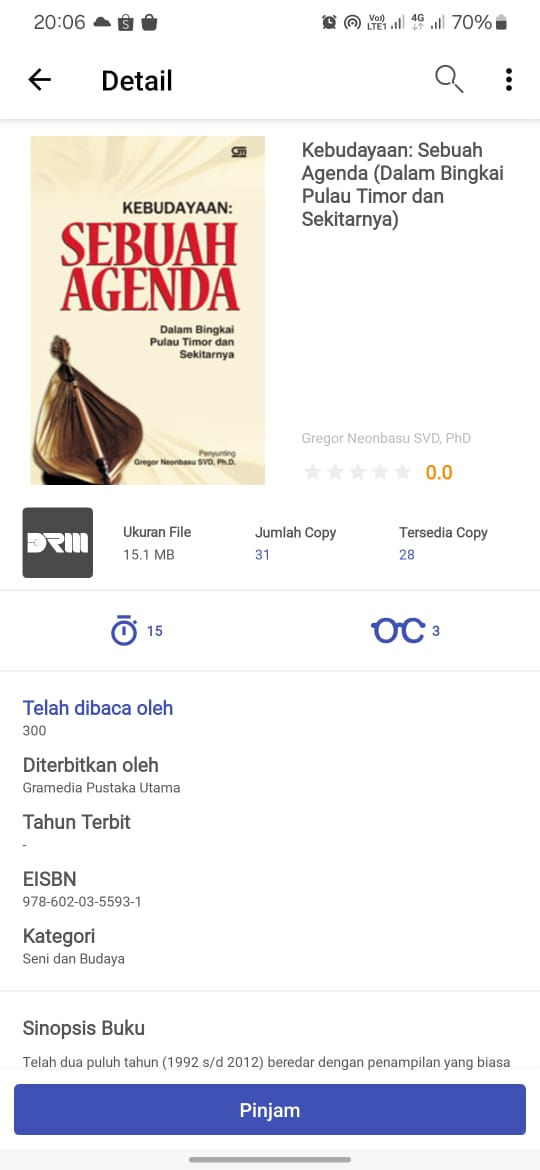 20:06
Vo))
LTE1
4G
70%
Detail
KEBUDAYAAN:
SEBUAH
AGENDA
Dalam Bingkai
Pulau Timor dan
Sekitarnya
Penyunting
Gregor Neonbasu SVD, Ph.D.
Kebudayaan: Sebuah
Agenda (Dalam Bingkai
Pulau Timor dan
Sekitarnya)
Gregor Neonbasu SVD, PhD
0.0
DRM
Ukuran File
15.1 MB
Jumlah Copy
31
Tersedia Copy
28
15
3
Telah dibaca oleh
300
Diterbitkan oleh
Gramedia Pustaka Utama
Tahun Terbit
-
EISBN
978-602-03-5593-1
Kategori
Seni dan Budaya
Sinopsis Buku
Telah dua puluh tahun (1992 s/d 2012) beredar dengan penampilan yang biasa
Pinjam